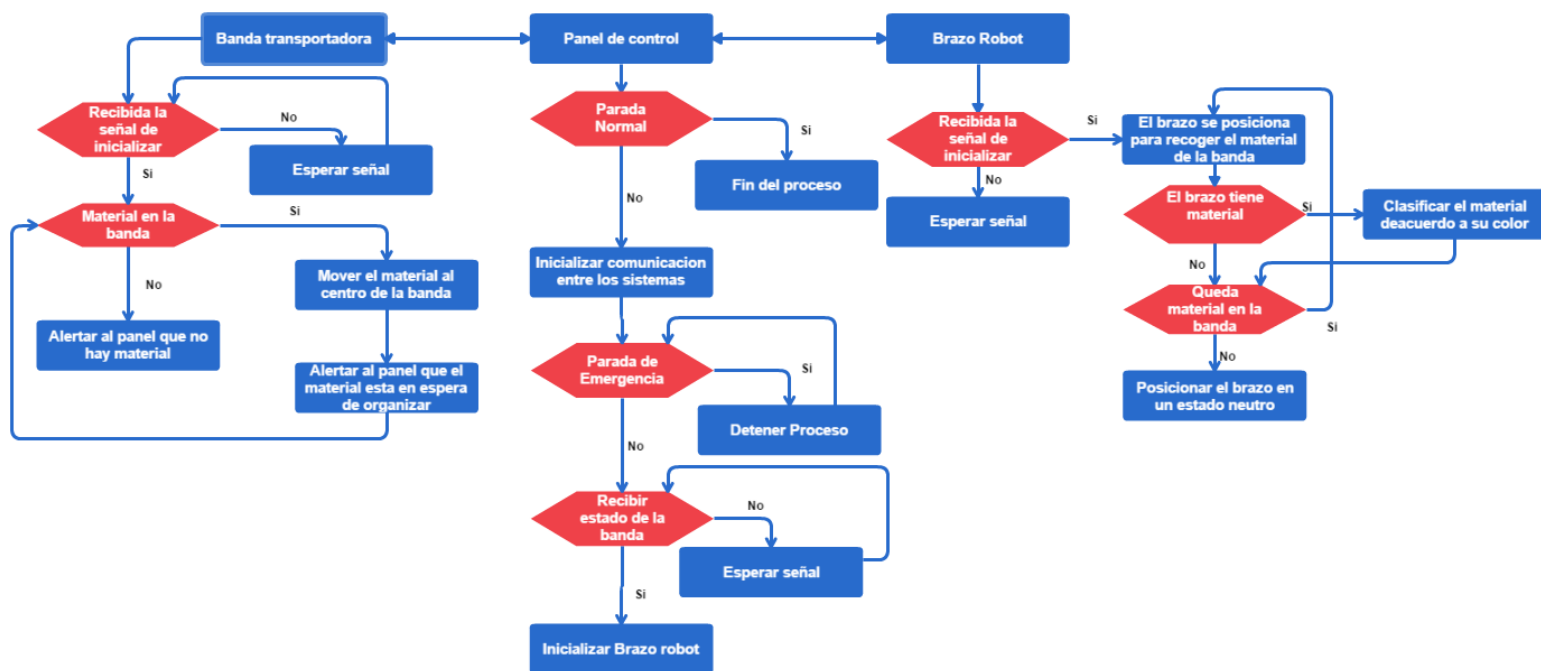 Banda transportadora
Panel de control
Brazo Robot
Recibida la
señal de
inicializar
No
Esperar señal
Si
Material en la
banda
Si
No
Mover el material al
centro de la banda
Alertar al panel que no
hay material
Alertar al panel que el
material esta en espera
de organizar
Parada
Normal
Si
Fin del proceso
No
Inicializar comunicacion
entre los sistemas
Parada de
Emergencia
Si
Detener Proceso
No
Recibir
estado de la
banda
No
Esperar señal
Si
Inicializar Brazo robot
Recibida la
señal de
inicializar
Si
No
Esperar señal
El brazo se posiciona
para recoger el material
de la banda
El brazo tiene
material
Si
Clasificar el material
deacuerdo a su color
No
Queda
material en la
banda
Si
No
Posicionar el brazo en
un estado neutro